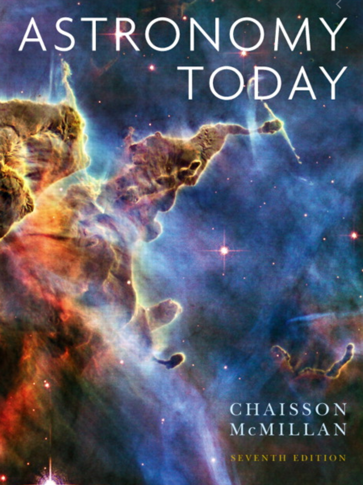 ASTRONOMY
TODAY
CHAISSON
McMILLAN
SEVENTH EDITION